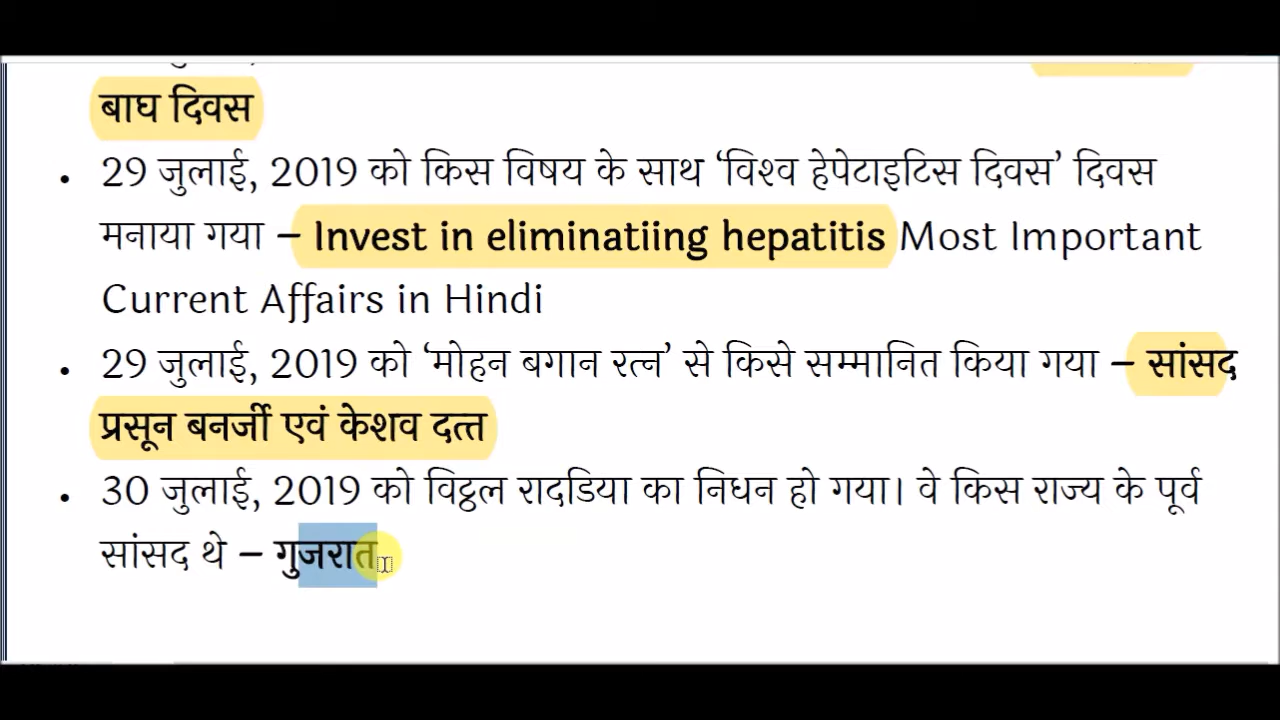 बाघ दिवस
29 जुलाई, 2019 को किस विषय के साथ ‘विश्व हेपेटाइटिस दिवस’ दिवस
मनाया गया – Invest in eliminatiing hepatitis Most Important
Current Affairs in Hindi
29 जुलाई, 2019 को ‘मोहन बगान रत्न’ से किसे सम्मानित किया गया – सांसद
प्रसून बनर्जी एवं केशव दत्त
30 जुलाई, 2019 को विट्ठल रादडिया का निधन हो गया। वे किस राज्य के पूर्व
सांसद थे – गुजरात